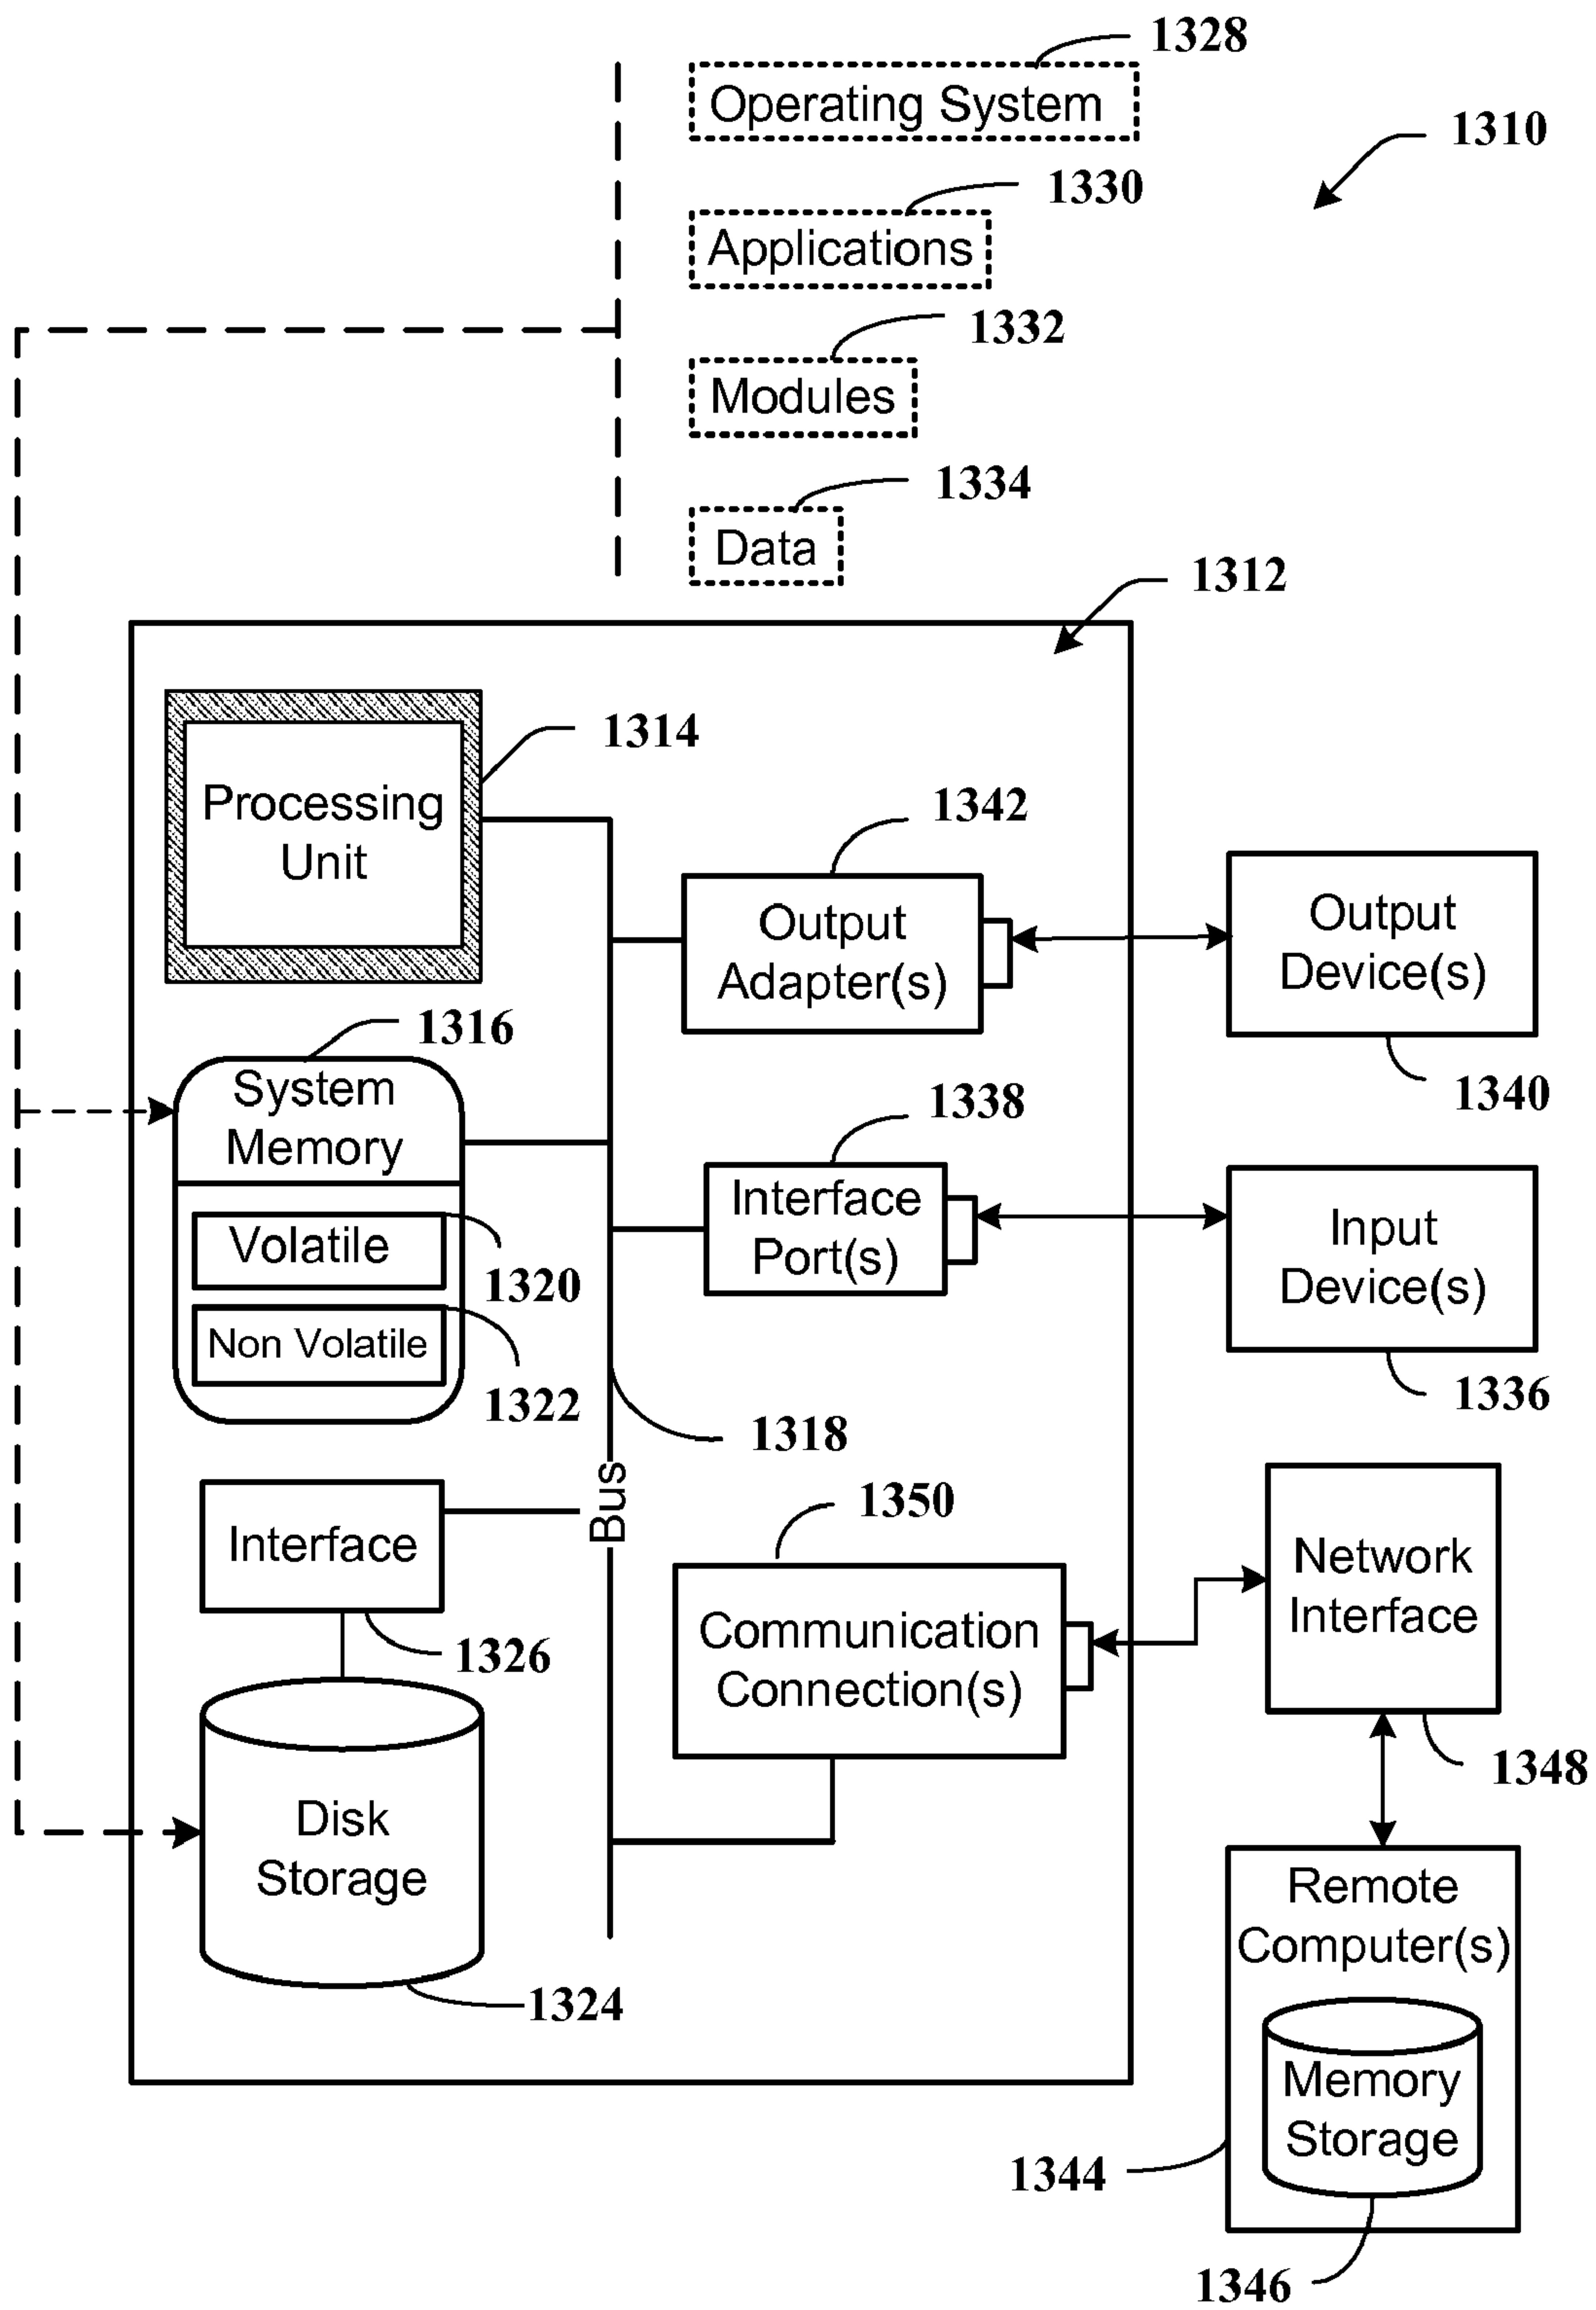 1328
Operating System
1310
1330
Applications
1332
Modules
1334
Data
1312
1314
Processing
Unit
1342
Output
Adapter(s)
Output
Device(s)
1340
1316
System
Memory
1338
Interface
Port(s)
Input
Device(s)
1336
Volatile
1320
Non Volatile
1322
1318
Bus
Interface
1326
1350
Communication
Connection(s)
Network
Interface
1348
Disk
Storage
1324
Remote
Computer(s)
Memory
Storage
1344
1346